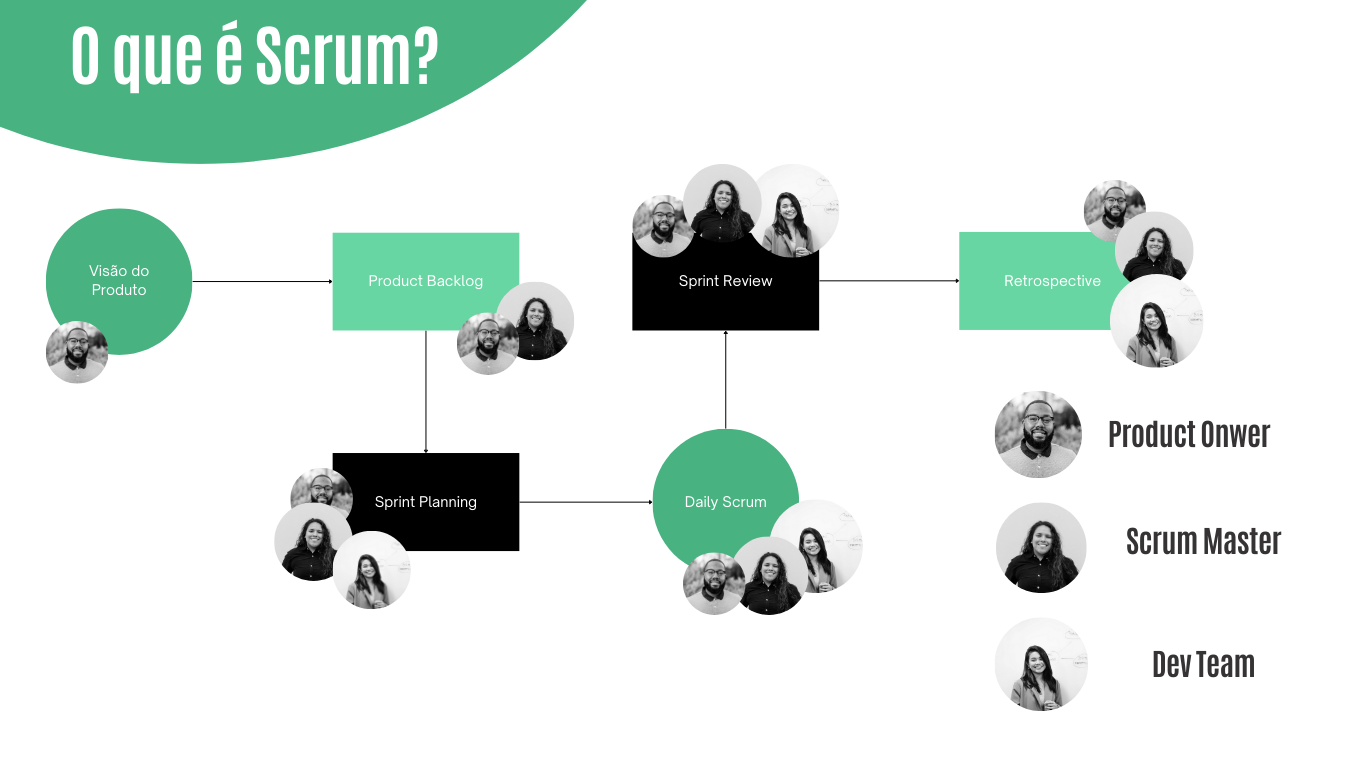 O que é Scrum?
Visão do
Produto
Product Backlog
Sprint Review
Retrospective
Sprint Planning
Daily Scrum
Product Onwer
Scrum Master
Dev Team